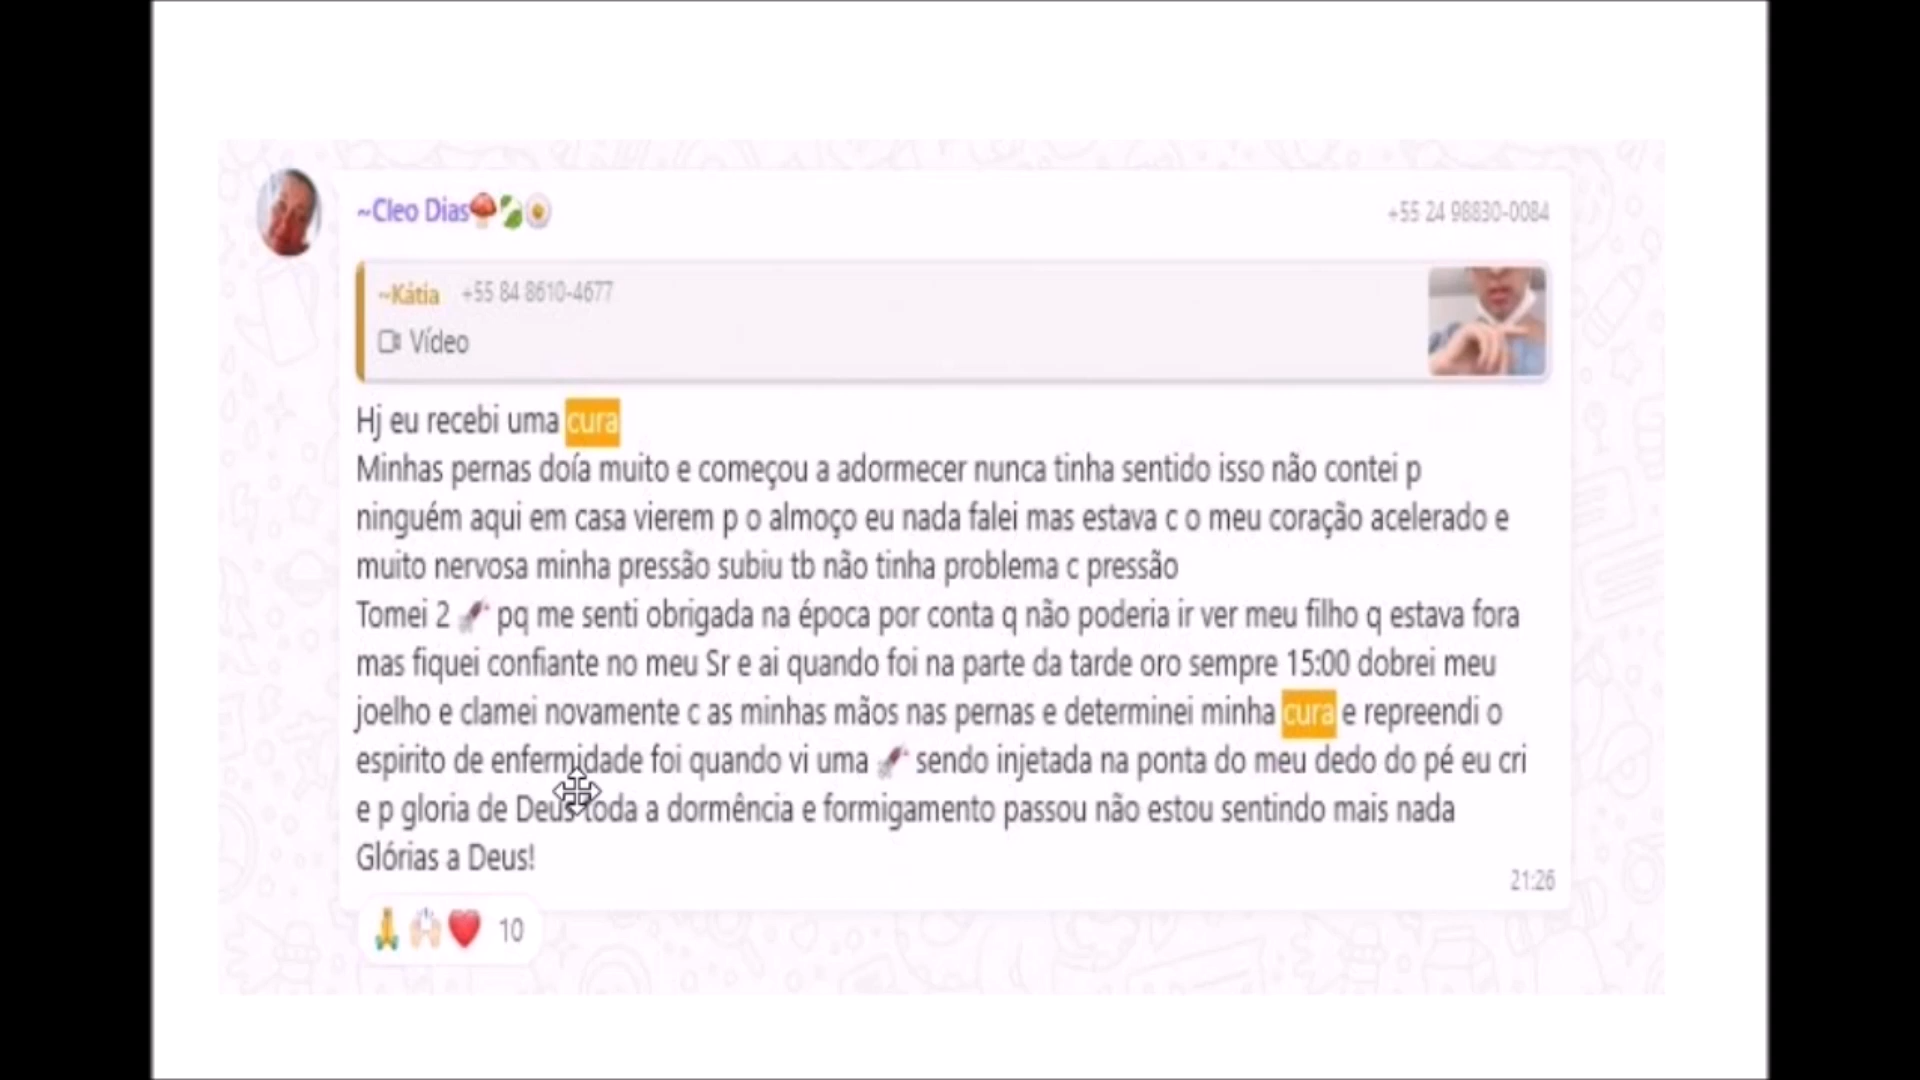 ~Cleo Dias🍄🍃🍳 +55 24 98830-0084
~Kátia +55 84 8610-4677
Vídeo
Hj eu recebi uma cura
Minhas pernas doía muito e começou a adormecer nunca tinha sentido isso não contei p
ninguém aqui em casa vierem p o almoço eu nada falei mas estava c o meu coração acelerado e
muito nervosa minha pressão subiu tb não tinha problema c pressão
Tomei 2 💉 pq me senti obrigada na época por conta q não poderia ir ver meu filho q estava fora
mas fiquei confiante no meu Sr e ai quando foi na parte da tarde oro sempre 15:00 dobrei meu
joelho e clamei novamente c as minhas mãos nas pernas e determinei minha cura e repreendi o
espirito de enfermidade foi quando vi uma 💉 sendo injetada na ponta do meu dedo do pé eu cri
e p gloria de Deus toda a dormência e formigamento passou não estou sentindo mais nada
Glórias a Deus!
21:26
🙏🙌❤️ 10